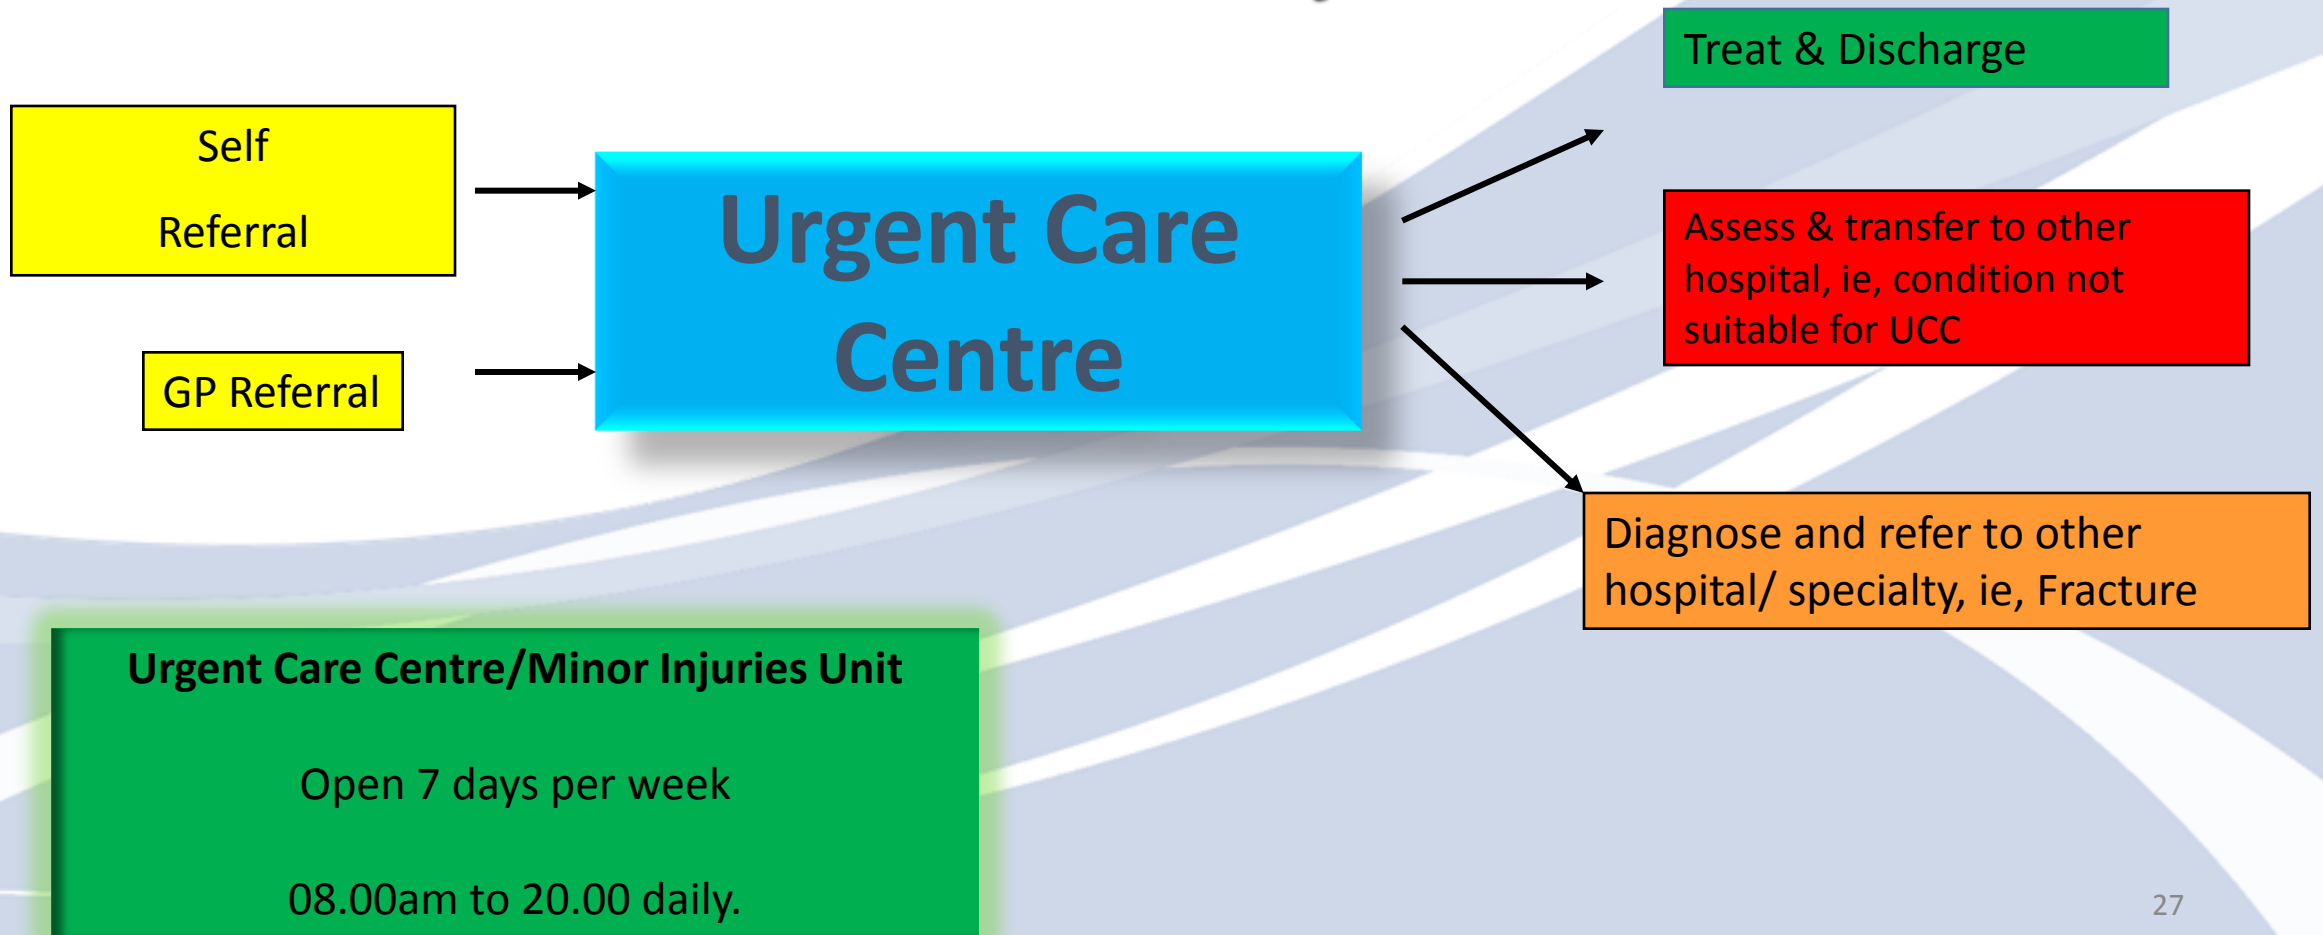 Self
Referral
GP Referral
Urgent Care
Centre
Treat & Discharge
Assess & transfer to other
hospital, ie, condition not
suitable for UCC
Diagnose and refer to other
hospital/ specialty, ie, Fracture
Urgent Care Centre/Minor Injuries Unit
Open 7 days per week
08.00am to 20.00 daily.
27